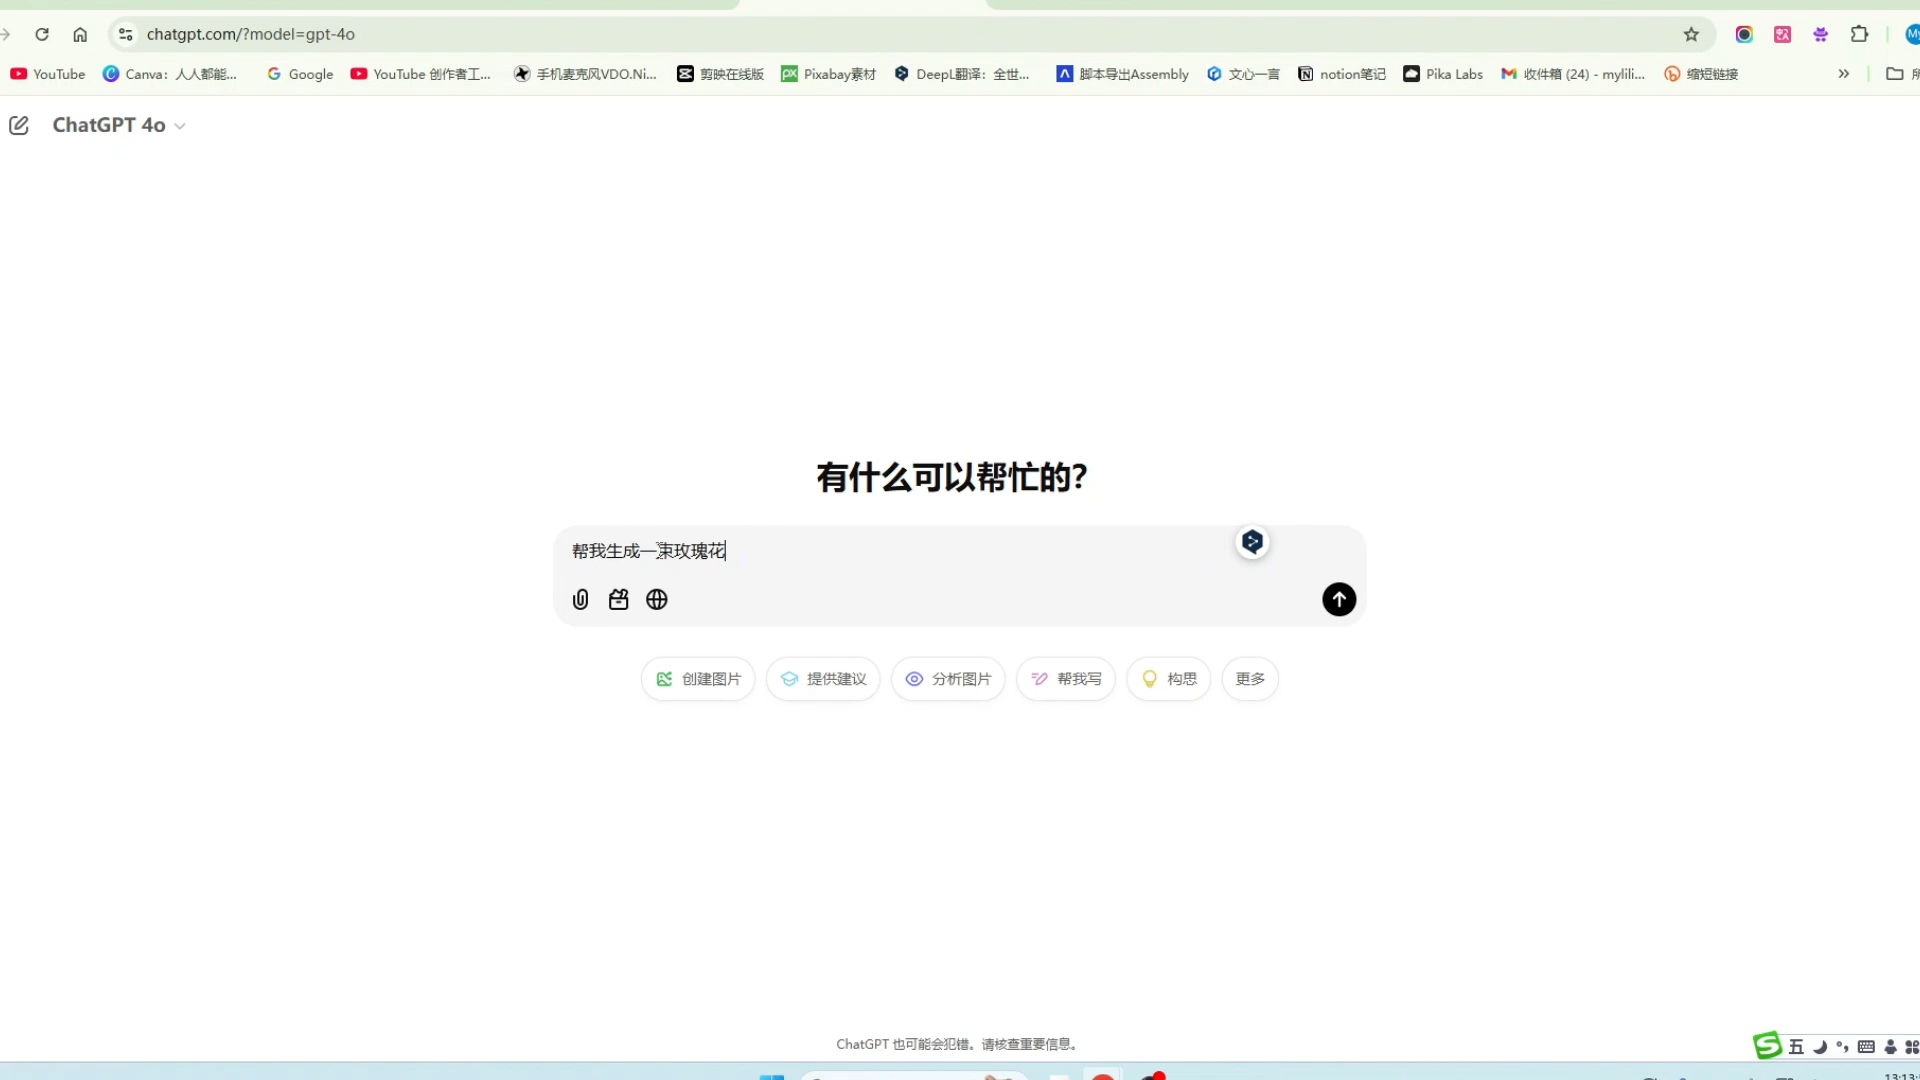 chatgpt.com/?model=gpt-4o
YouTube Canva：人人都能... Google YouTube 创作者工... 手机麦克风VDO.Ni... 剪映在线版 Pixabay素材 DeepL翻译：全世... 脚本导出Assembly 文心一言 notion笔记 Pika Labs 收件箱 (24) - mylili... 缩短链接
ChatGPT 4o
有什么可以帮忙的？
帮我生成一束玫瑰花
创建图片 提供建议 分析图片 帮我写 构思 更多
ChatGPT 也可能会犯错。请核查重要信息。
五